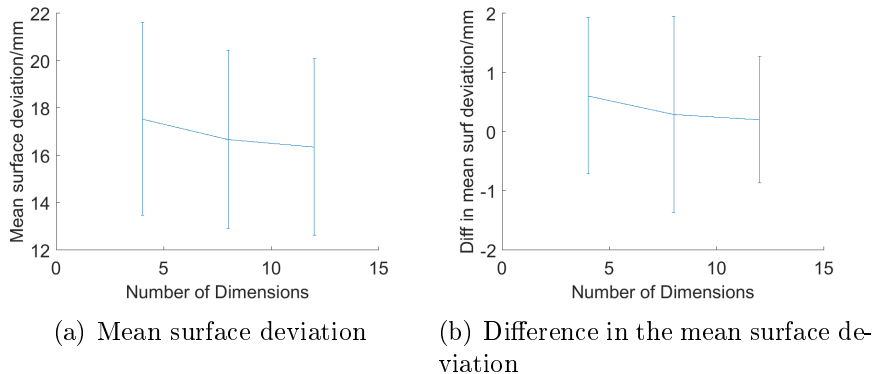 22
20
18
16
14
12
Mean surface deviation/mm
0
5
10
15
Number of Dimensions
(a) Mean surface deviation
2
1
0
-1
-2
Diff in mean surf deviation/mm
0
5
10
15
Number of Dimensions
(b) Difference in the mean surface de-
viation